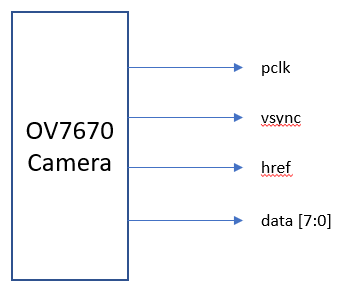 OV7670
Camera
pclk
vsync
href
data [7:0]